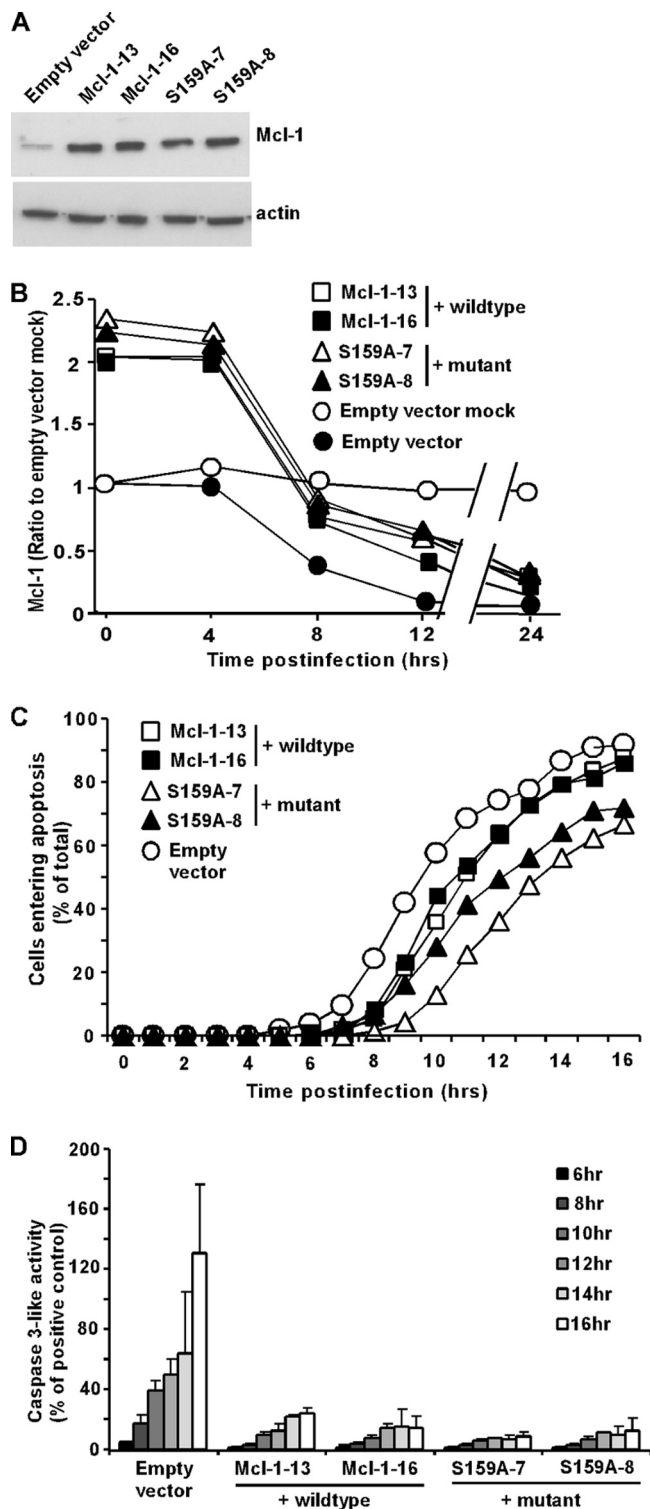 A
Empty vector
Mcl-1-13
Mcl-1-16
S159A-7
S159A-8
Mcl-1
actin
B
Mcl-1 (Ratio to empty vector mock)
2.5
2
1.5
1
0.5
0
Mcl-1-13
Mcl-1-16
+ wildtype
S159A-7
S159A-8
+ mutant
Empty vector mock
Empty vector
0 4 8 12 24
Time postinfection (hrs)
C
Cells entering apoptosis
(% of total)
100
80
60
40
20
0
Mcl-1-13
Mcl-1-16
+ wildtype
S159A-7
S159A-8
+ mutant
Empty
vector
0 2 4 6 8 10 12 14 16
Time postinfection (hrs)
D
Caspase 3-like activity
(% of positive control)
200
160
120
80
40
0
6hr
8hr
10hr
12hr
14hr
16hr
Empty
vector
Mcl-1-13 Mcl-1-16
+ wildtype
S159A-7 S159A-8
+ mutant